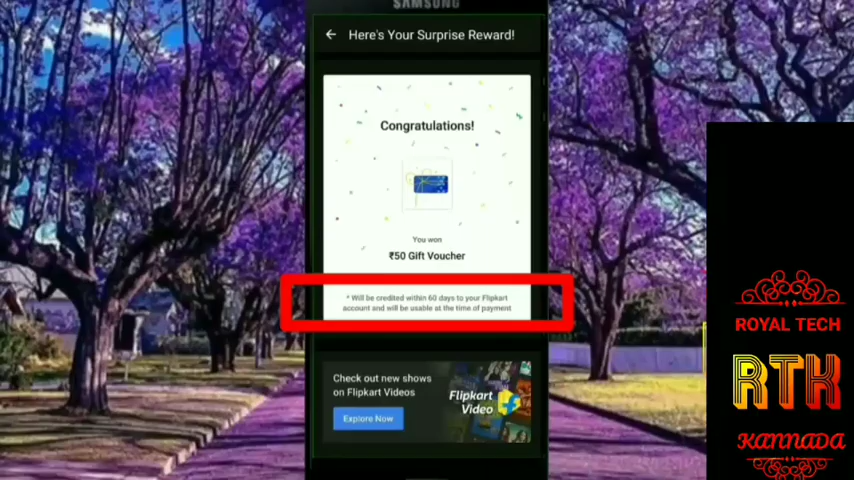 SAMSUNG
Here's Your Surprise Reward!
Congratulations!
You won
₹50 Gift Voucher
* Will be credited within 60 days to your Flipkart
account and will be usable at the time of payment
Check out new shows
on Flipkart Videos
Explore Now
Flipkart
Video
ROYAL TECH
RTK
KANNADA